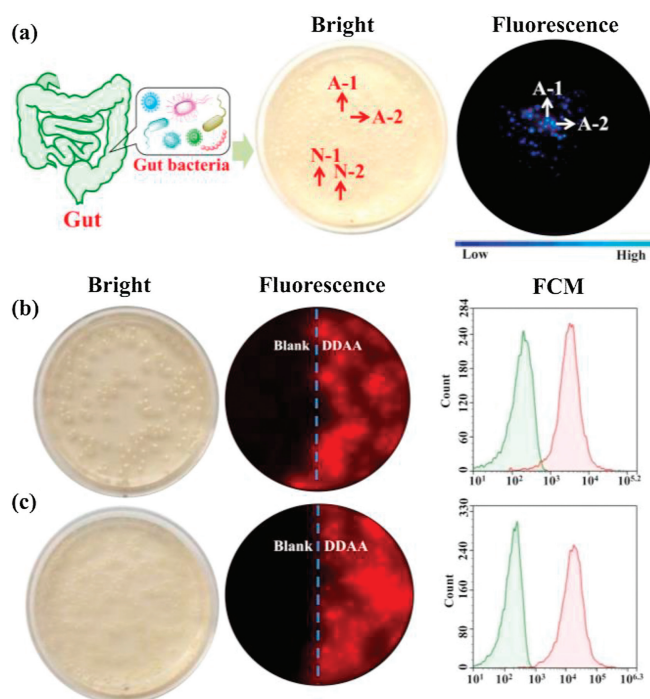 (a)
Bright
Fluorescence
Gut
Gut bacteria
A-1
A-2
N-1
N-2
A-1
A-2
Low
High
Bright
Fluorescence
FCM
(b)
Blank
DDAA
Count
284
240
180
120
60
0
10¹ 10² 10³ 10⁴ 10⁵·²
(c)
Blank
DDAA
Count
330
240
160
80
0
10¹ 10² 10³ 10⁴ 10⁵ 10⁶·³